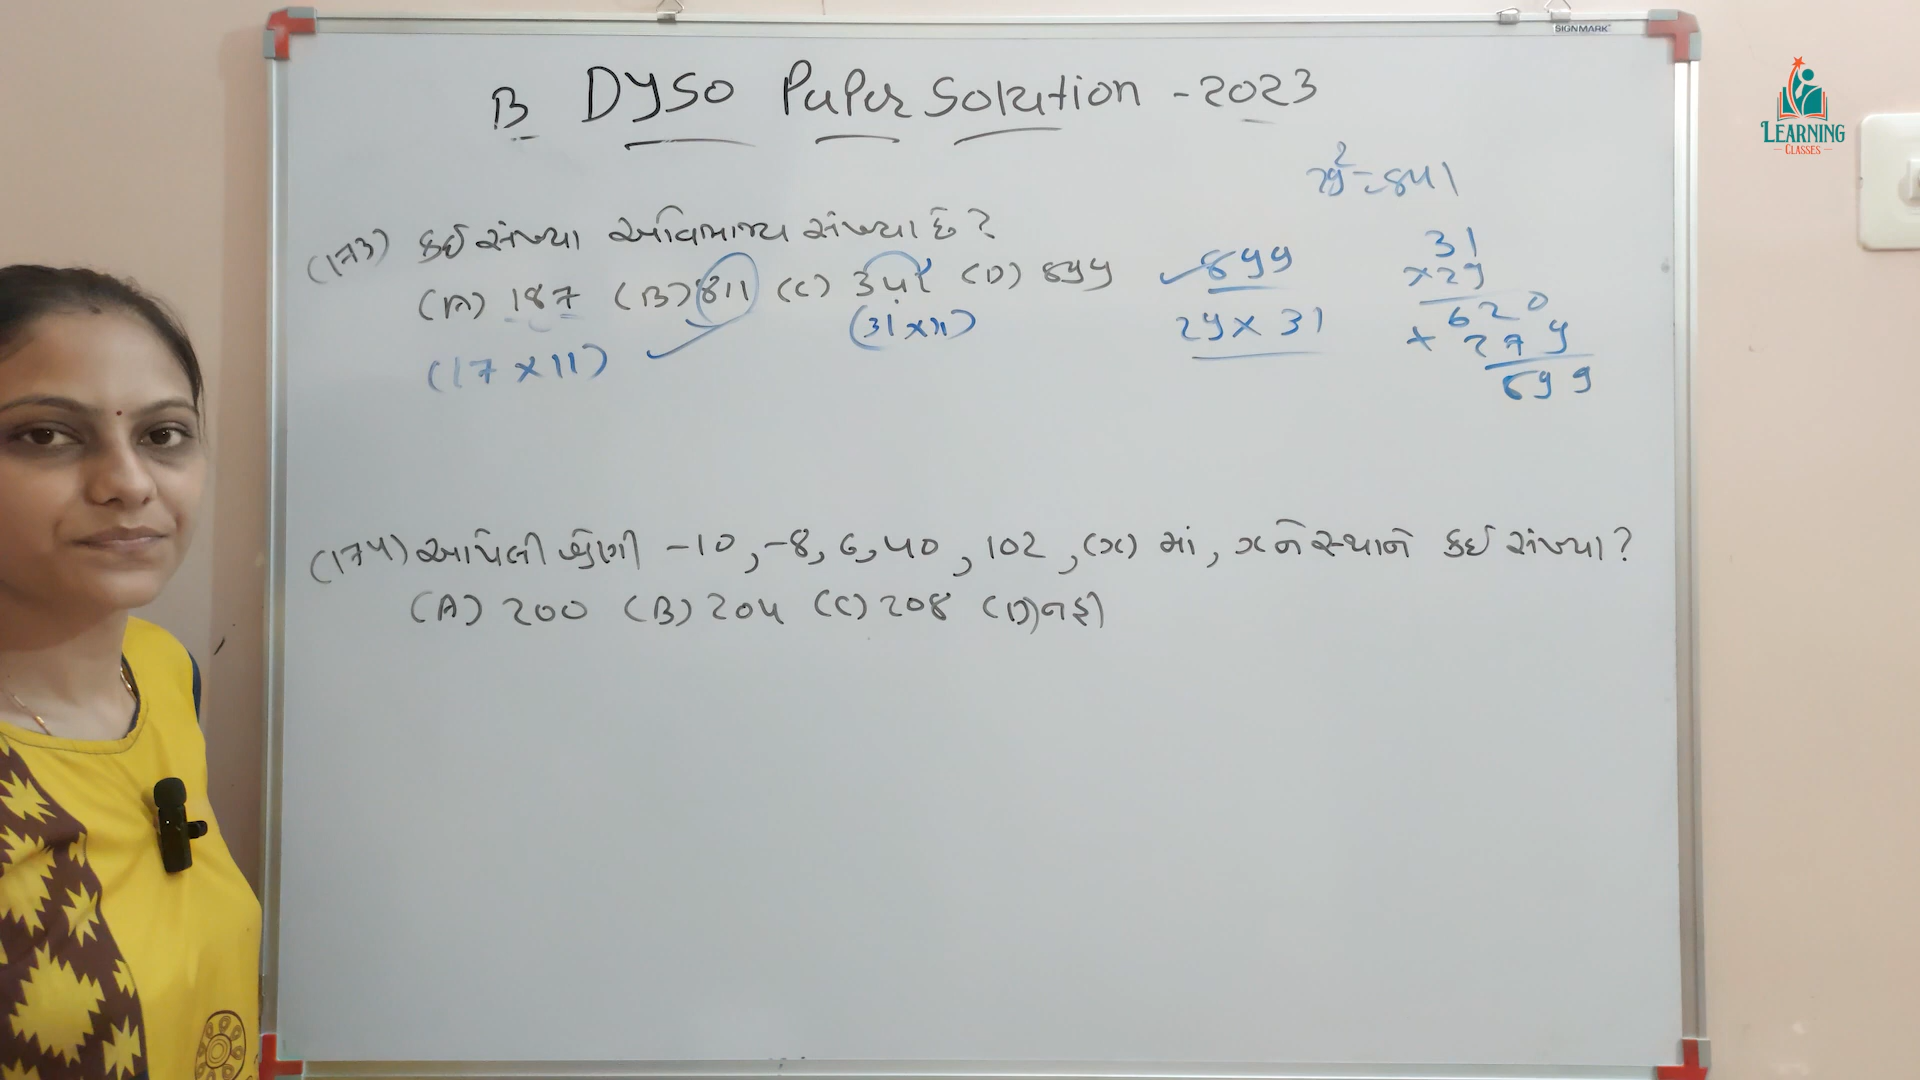 B DYSO Paper Solution - 2023
29² = 841
(173) કઈ સંખ્યા અવિભાજ્ય સંખ્યા છે?
(A) 187 (B) 811 (C) 341 (D) 899
(17 × 11)
(31 × 11)
899
29 × 31
31
× 29
620
+ 279
899
(174) આપેલી શ્રેણી -10, -8, 6, 40, 102, (x) માં, x ને સ્થાને કઈ સંખ્યા?
(A) 200 (B) 204 (C) 208 (D) નહી
SIGNMARK
LEARNING
CLASSES